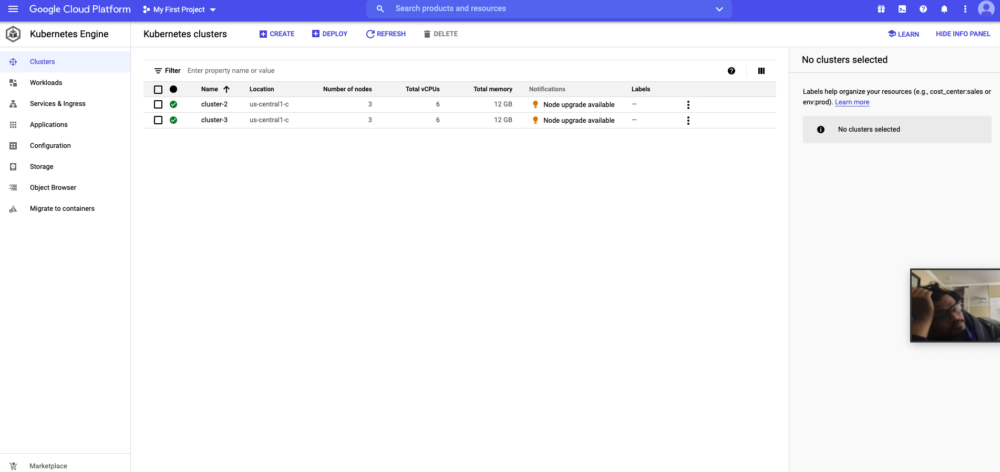 Google Cloud Platform My First Project Search products and resources
Kubernetes Engine
Clusters
Workloads
Services & Ingress
Applications
Configuration
Storage
Object Browser
Migrate to containers
Marketplace
Kubernetes clusters CREATE DEPLOY REFRESH DELETE LEARN HIDE INFO PANEL
Filter Enter property name or value
Name Location Number of nodes Total vCPUs Total memory Notifications Labels
cluster-2 us-central1-c 3 6 12 GB Node upgrade available —
cluster-3 us-central1-c 3 6 12 GB Node upgrade available —
No clusters selected
Labels help organize your resources (e.g., cost_center:sales or
env:prod). Learn more
No clusters selected